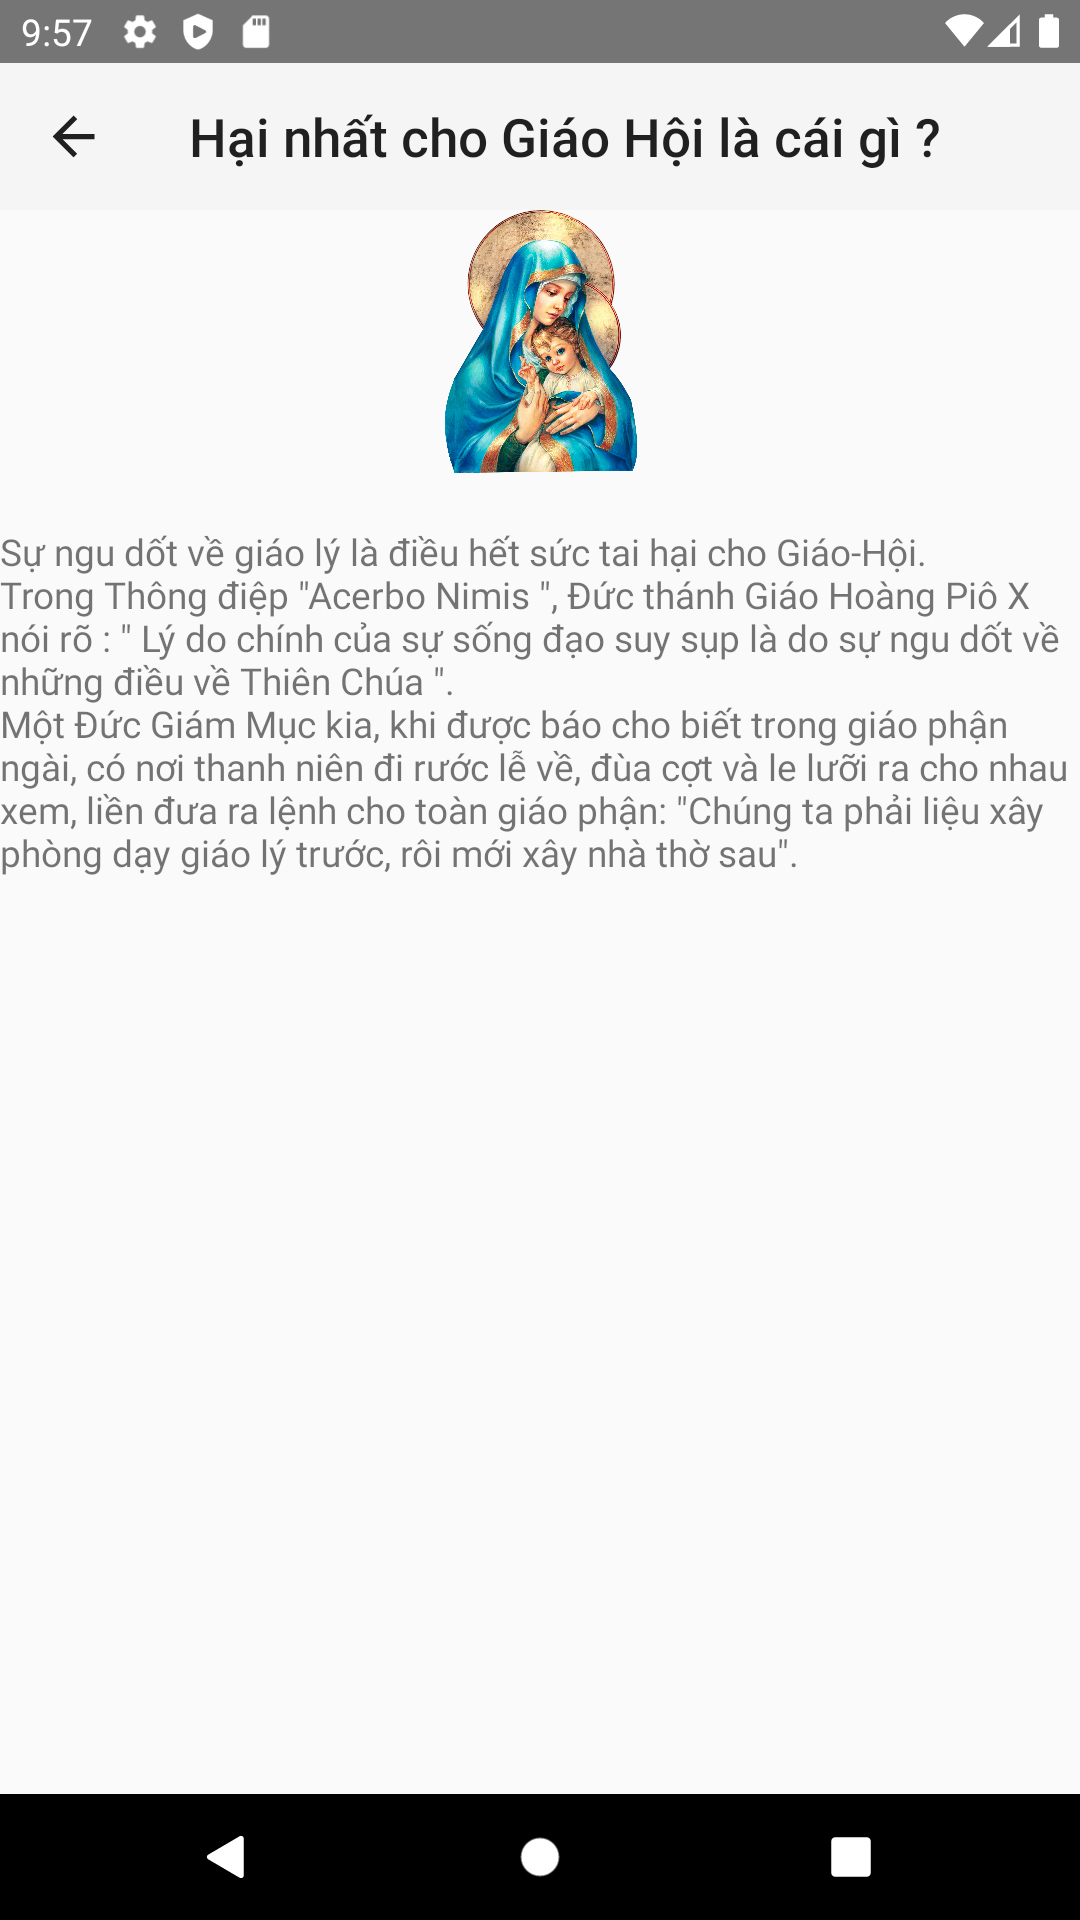 9:57
Hại nhất cho Giáo Hội là cái gì ?
Sự ngu dốt về giáo lý là điều hết sức tai hại cho Giáo-Hội.
Trong Thông điệp "Acerbo Nimis ", Đức thánh Giáo Hoàng Piô X
nói rõ : " Lý do chính của sự sống đạo suy sụp là do sự ngu dốt về
những điều về Thiên Chúa ".
Một Đức Giám Mục kia, khi được báo cho biết trong giáo phận
ngài, có nơi thanh niên đi rước lễ về, đùa cợt và le lưỡi ra cho nhau
xem, liền đưa ra lệnh cho toàn giáo phận: "Chúng ta phải liệu xây
phòng dạy giáo lý trước, rôi mới xây nhà thờ sau".